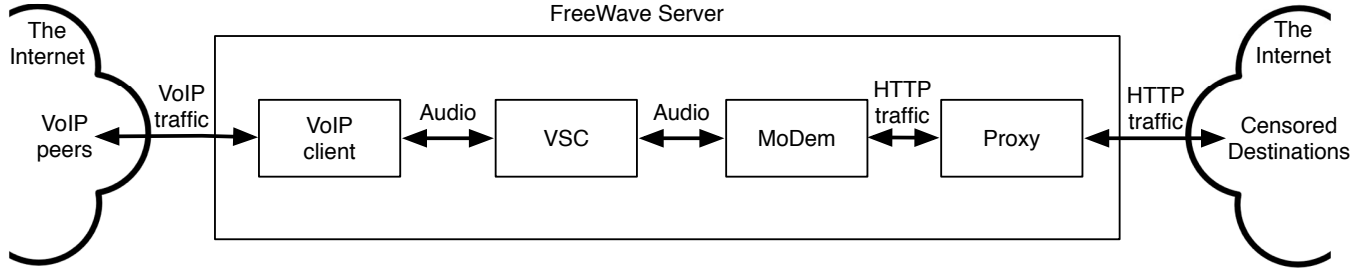 FreeWave Server
The
Internet
VoIP
peers
VoIP
traffic
VoIP
client
Audio
VSC
Audio
MoDem
HTTP
traffic
Proxy
HTTP
traffic
The
Internet
Censored
Destinations